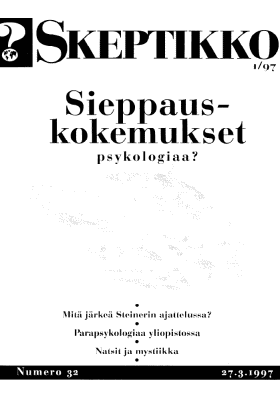 ?
SKEPTIKKO
1/97
Sieppaus-
kokemukset
psykologiaa?
•
Mitä järkeä Steinerin ajattelussa?
•
Parapsykologiaa yliopistossa
•
Natsit ja mystiikka
•
Numero 32 27.3.1997